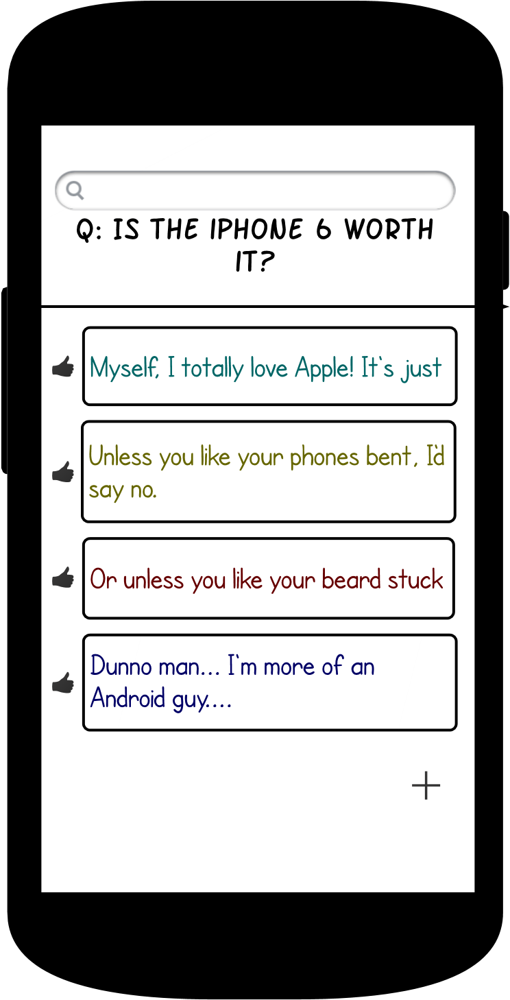 Q: IS THE IPHONE 6 WORTH
IT?
Myself, I totally love Apple! It's just
Unless you like your phones bent, I'd
say no.
Or unless you like your beard stuck
Dunno man... I'm more of an
Android guy....